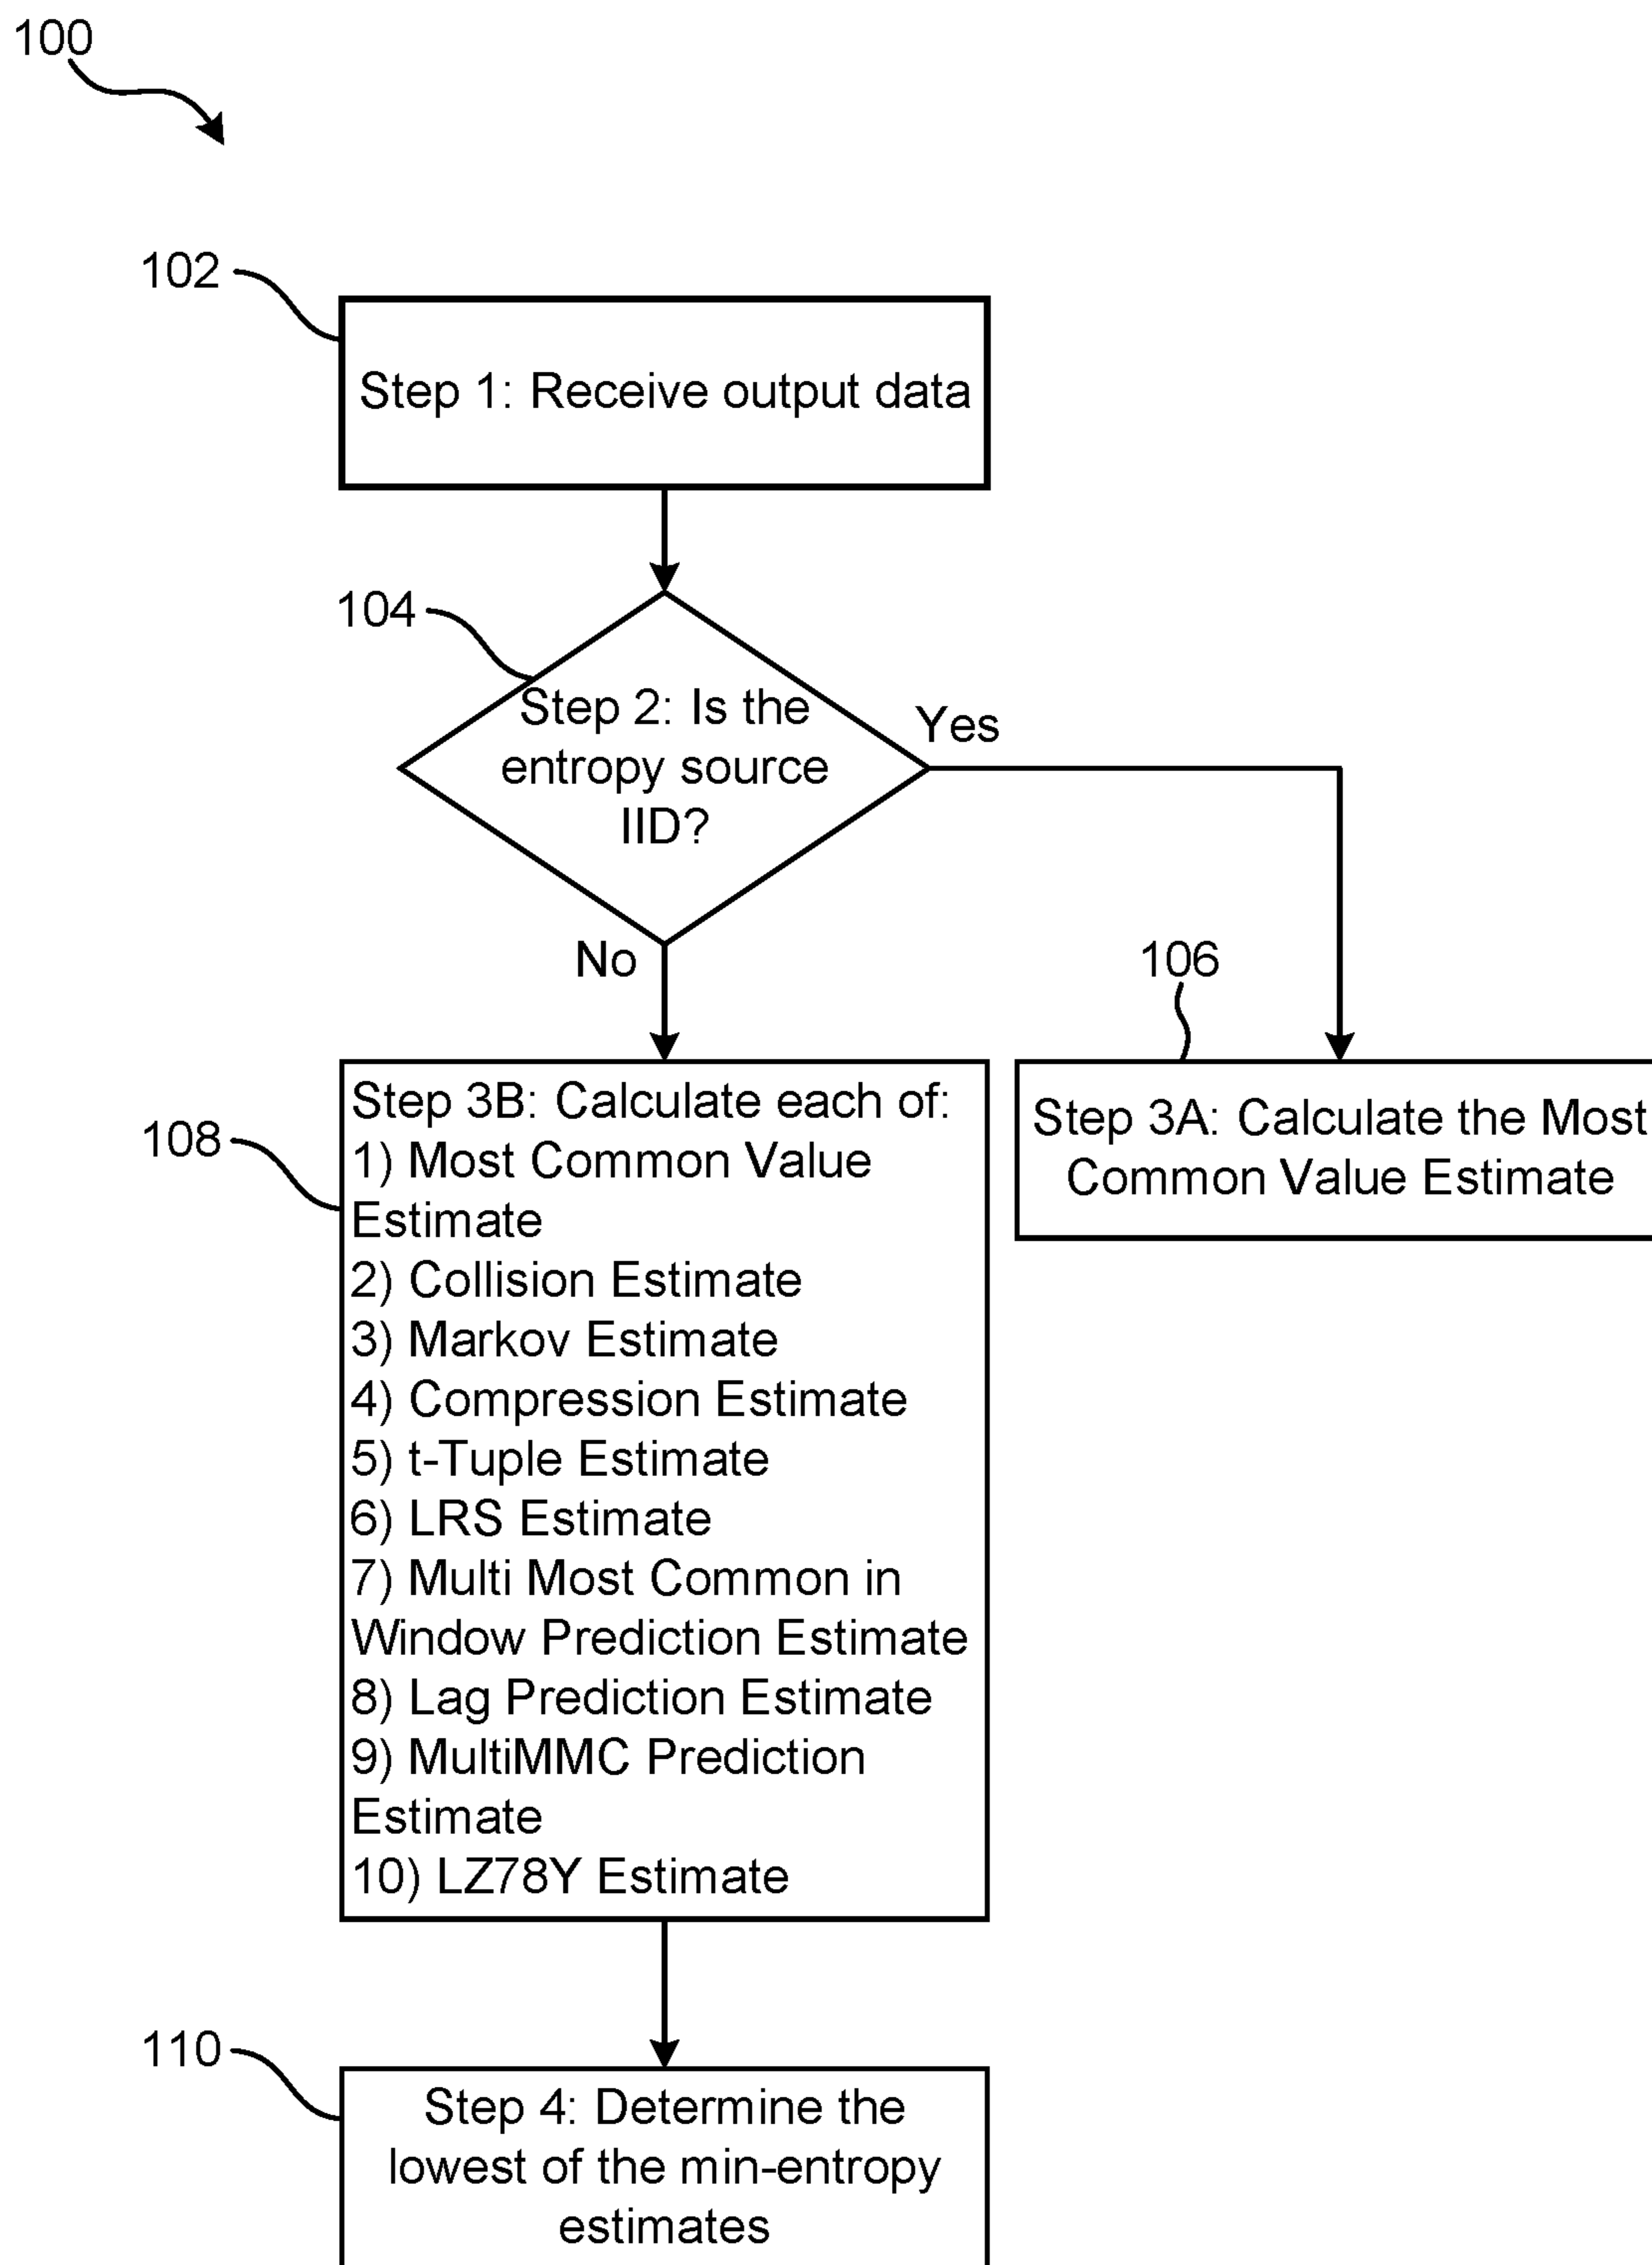 100
102
Step 1: Receive output data
104
Step 2: Is the
entropy source
IID?
Yes
No
106
Step 3A: Calculate the Most
Common Value Estimate
108
Step 3B: Calculate each of:
1) Most Common Value
Estimate
2) Collision Estimate
3) Markov Estimate
4) Compression Estimate
5) t-Tuple Estimate
6) LRS Estimate
7) Multi Most Common in
Window Prediction Estimate
8) Lag Prediction Estimate
9) MultiMMC Prediction
Estimate
10) LZ78Y Estimate
110
Step 4: Determine the
lowest of the min-entropy
estimates